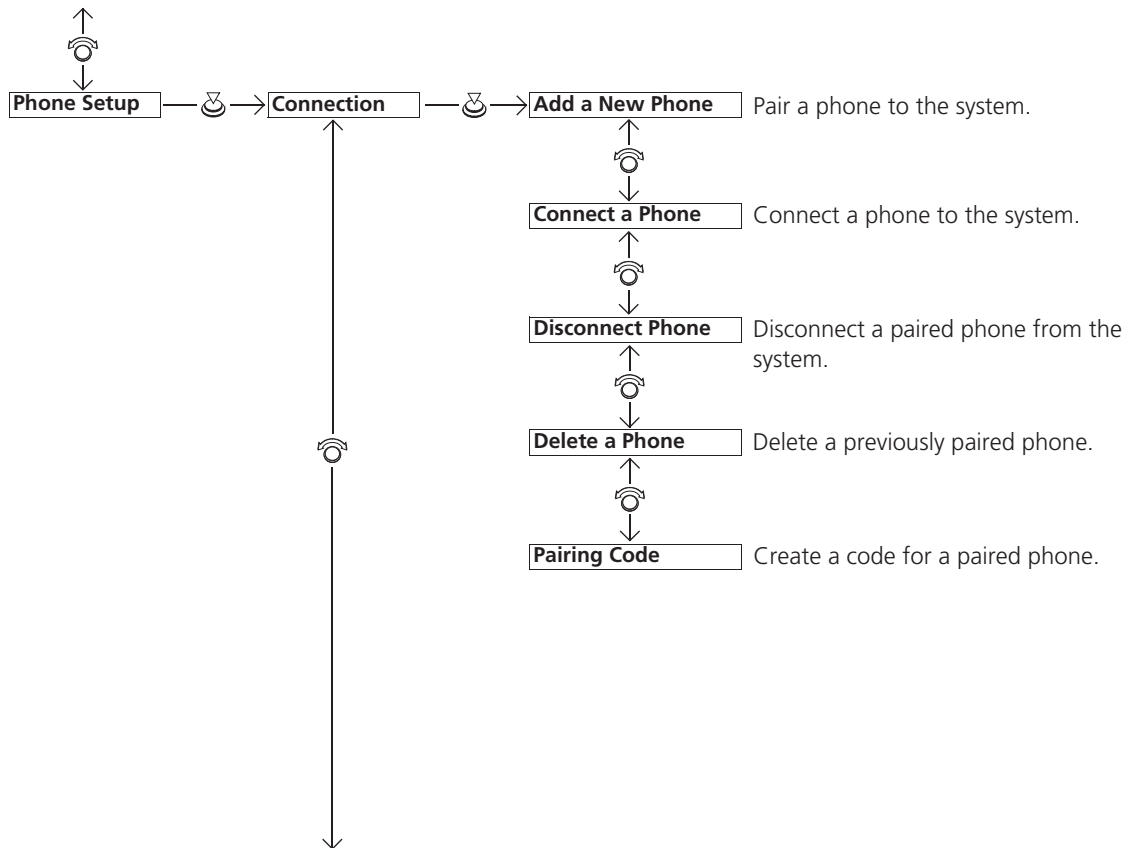 Phone Setup
Connection
Add a New Phone
Pair a phone to the system.
Connect a Phone
Connect a phone to the system.
Disconnect Phone
Disconnect a paired phone from the
system.
Delete a Phone
Delete a previously paired phone.
Pairing Code
Create a code for a paired phone.